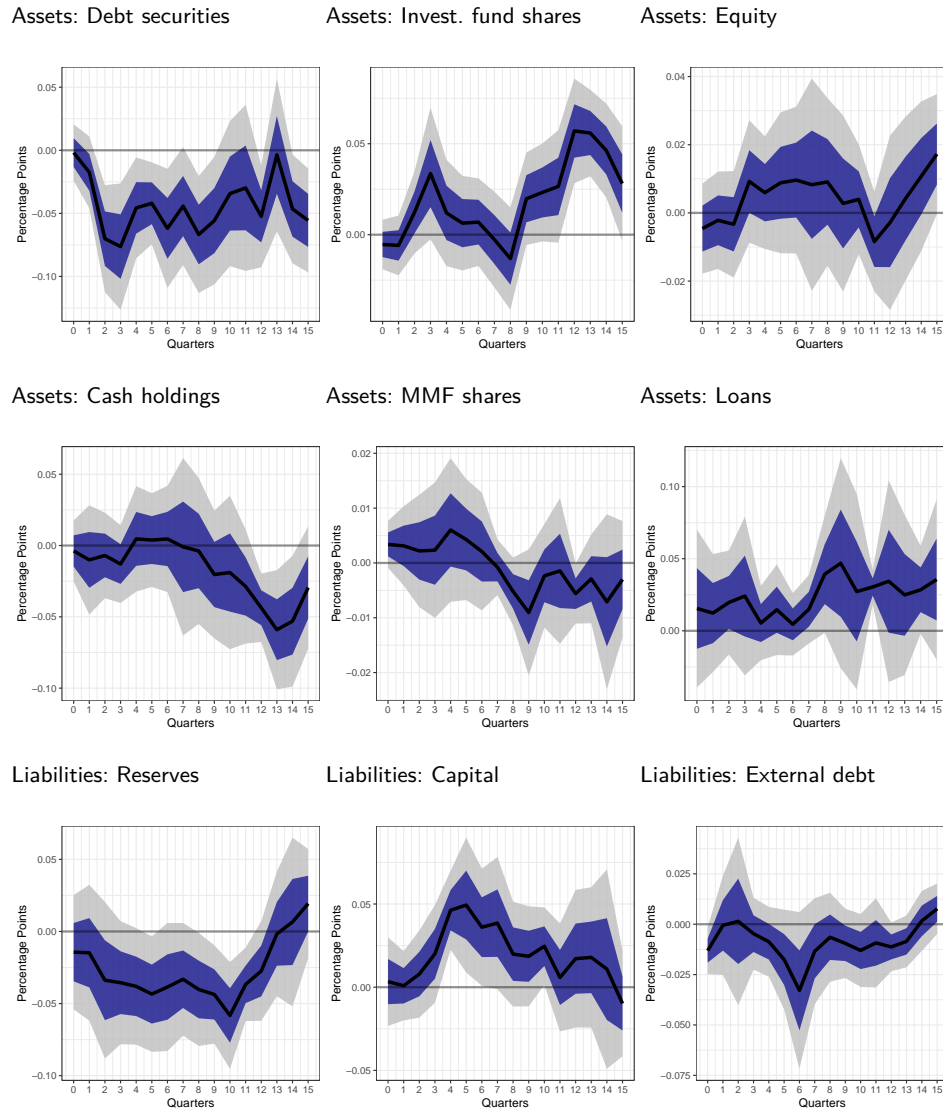 Assets: Debt securities
Assets: Invest. fund shares
Assets: Equity
0.05
0.00
−0.05
−0.10
Percentage Points
0 1 2 3 4 5 6 7 8 9 10 11 12 13 14 15
Quarters
0.05
0.00
Percentage Points
0 1 2 3 4 5 6 7 8 9 10 11 12 13 14 15
Quarters
0.04
0.02
0.00
−0.02
Percentage Points
0 1 2 3 4 5 6 7 8 9 10 11 12 13 14 15
Quarters
Assets: Cash holdings
Assets: MMF shares
Assets: Loans
0.05
0.00
−0.05
−0.10
Percentage Points
0 1 2 3 4 5 6 7 8 9 10 11 12 13 14 15
Quarters
0.02
0.01
0.00
−0.01
−0.02
Percentage Points
0 1 2 3 4 5 6 7 8 9 10 11 12 13 14 15
Quarters
0.10
0.05
0.00
Percentage Points
0 1 2 3 4 5 6 7 8 9 10 11 12 13 14 15
Quarters
Liabilities: Reserves
Liabilities: Capital
Liabilities: External debt
0.05
0.00
−0.05
−0.10
Percentage Points
0 1 2 3 4 5 6 7 8 9 10 11 12 13 14 15
Quarters
0.05
0.00
−0.05
Percentage Points
0 1 2 3 4 5 6 7 8 9 10 11 12 13 14 15
Quarters
0.025
0.000
−0.025
−0.050
−0.075
Percentage Points
0 1 2 3 4 5 6 7 8 9 10 11 12 13 14 15
Quarters